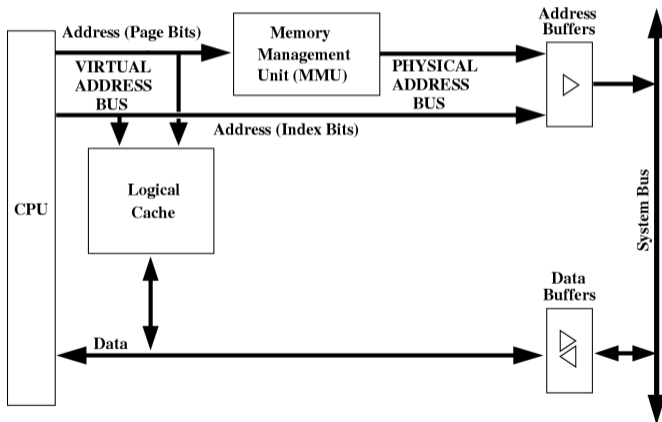 Address (Page Bits)
Memory
Management
Unit (MMU)
Address
Buffers
VIRTUAL
ADDRESS
BUS
PHYSICAL
ADDRESS
BUS
Address (Index Bits)
Logical
Cache
CPU
System Bus
Data
Buffers
Data